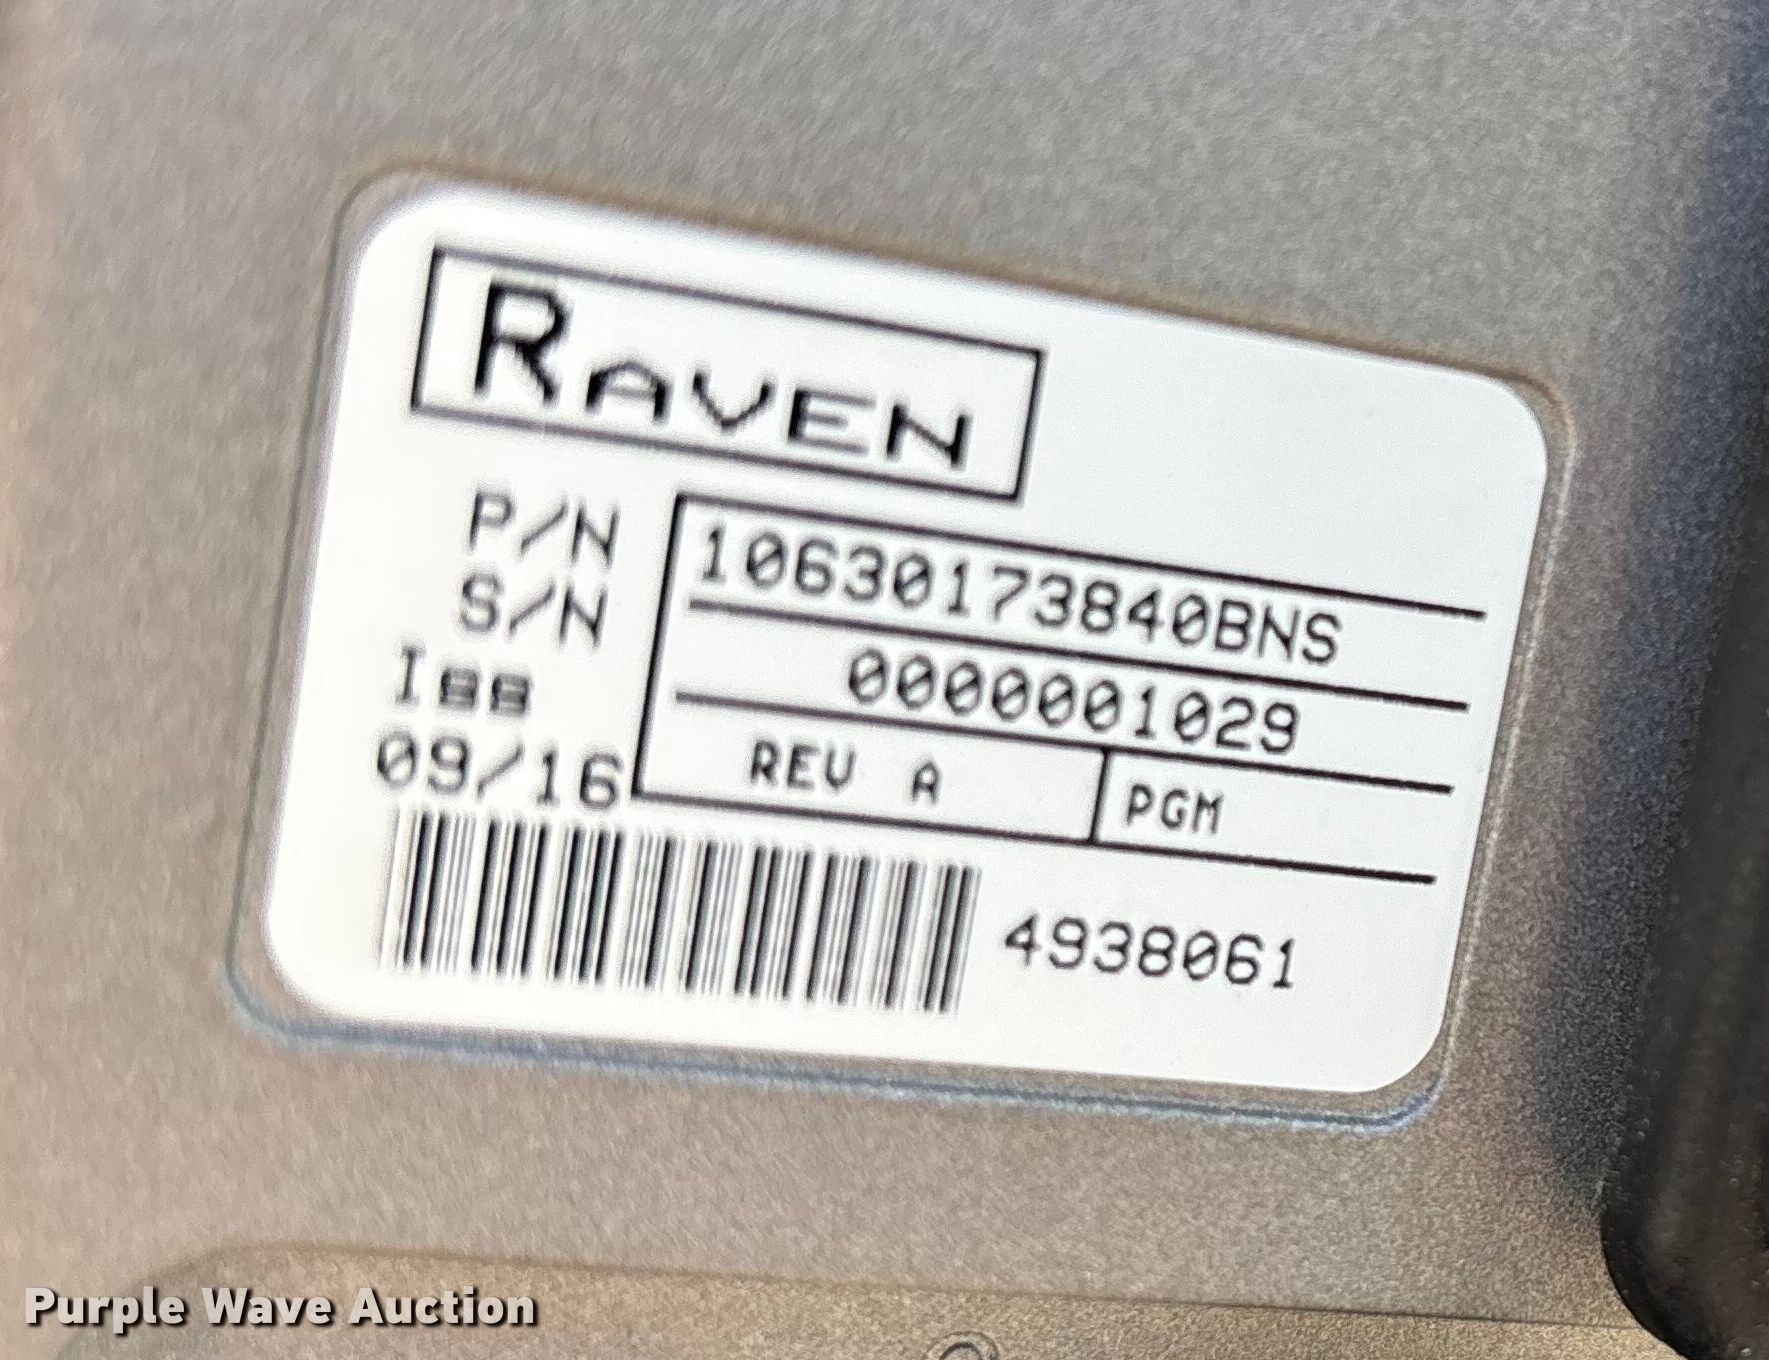 RAVEN
P/N 10630173840BNS
S/N 0000001029
Iss REV A PGM
09/16
4938061
Purple Wave Auction